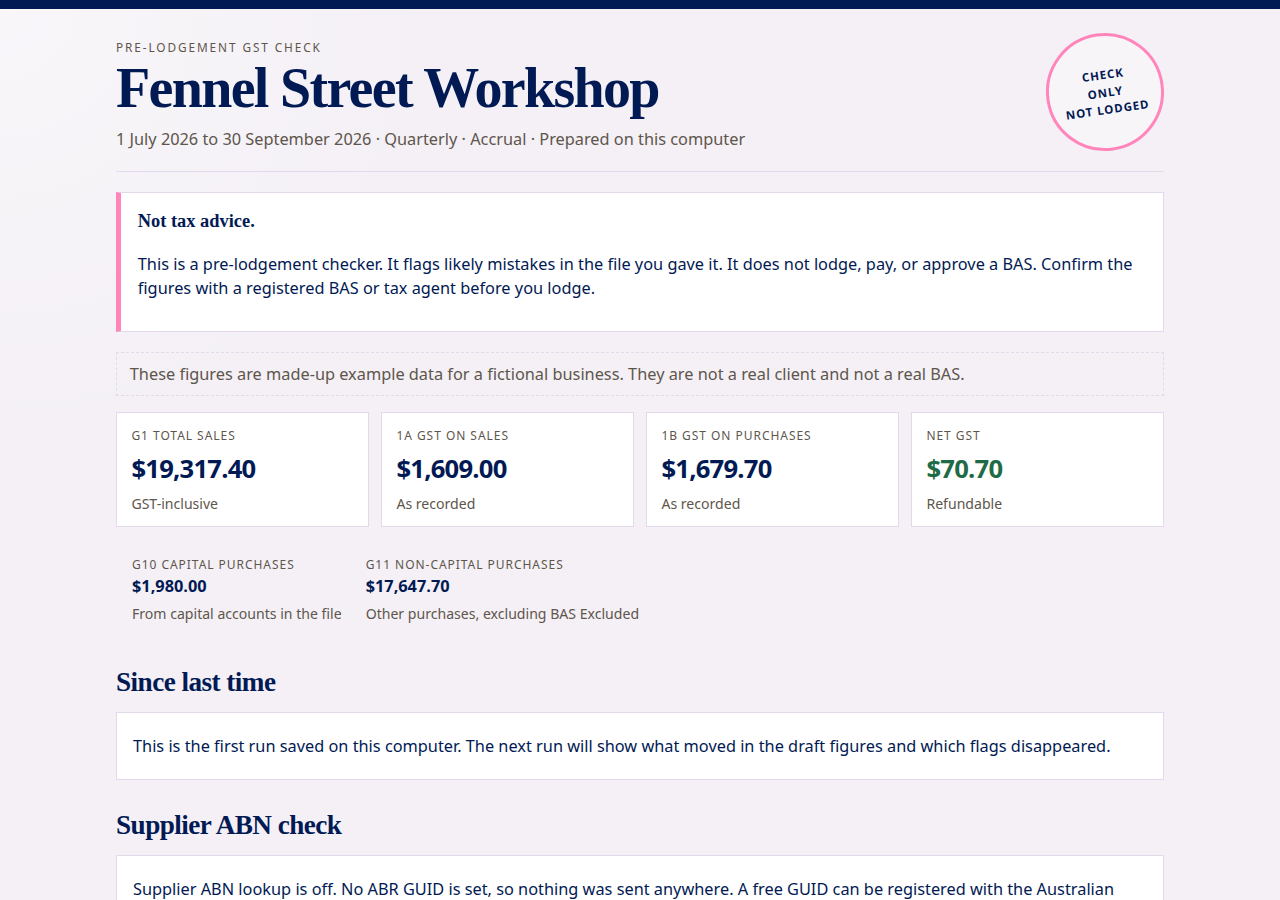 PRE-LODGEMENT GST CHECK
Fennel Street Workshop
1 July 2026 to 30 September 2026 · Quarterly · Accrual · Prepared on this computer
CHECK
ONLY
NOT LODGED
Not tax advice.
This is a pre-lodgement checker. It flags likely mistakes in the file you gave it. It does not lodge, pay, or approve a BAS. Confirm the
figures with a registered BAS or tax agent before you lodge.
These figures are made-up example data for a fictional business. They are not a real client and not a real BAS.
G1 TOTAL SALES
$19,317.40
GST-inclusive
1A GST ON SALES
$1,609.00
As recorded
1B GST ON PURCHASES
$1,679.70
As recorded
NET GST
$70.70
Refundable
G10 CAPITAL PURCHASES
$1,980.00
From capital accounts in the file
G11 NON-CAPITAL PURCHASES
$17,647.70
Other purchases, excluding BAS Excluded
Since last time
This is the first run saved on this computer. The next run will show what moved in the draft figures and which flags disappeared.
Supplier ABN check
Supplier ABN lookup is off. No ABR GUID is set, so nothing was sent anywhere. A free GUID can be registered with the Australian